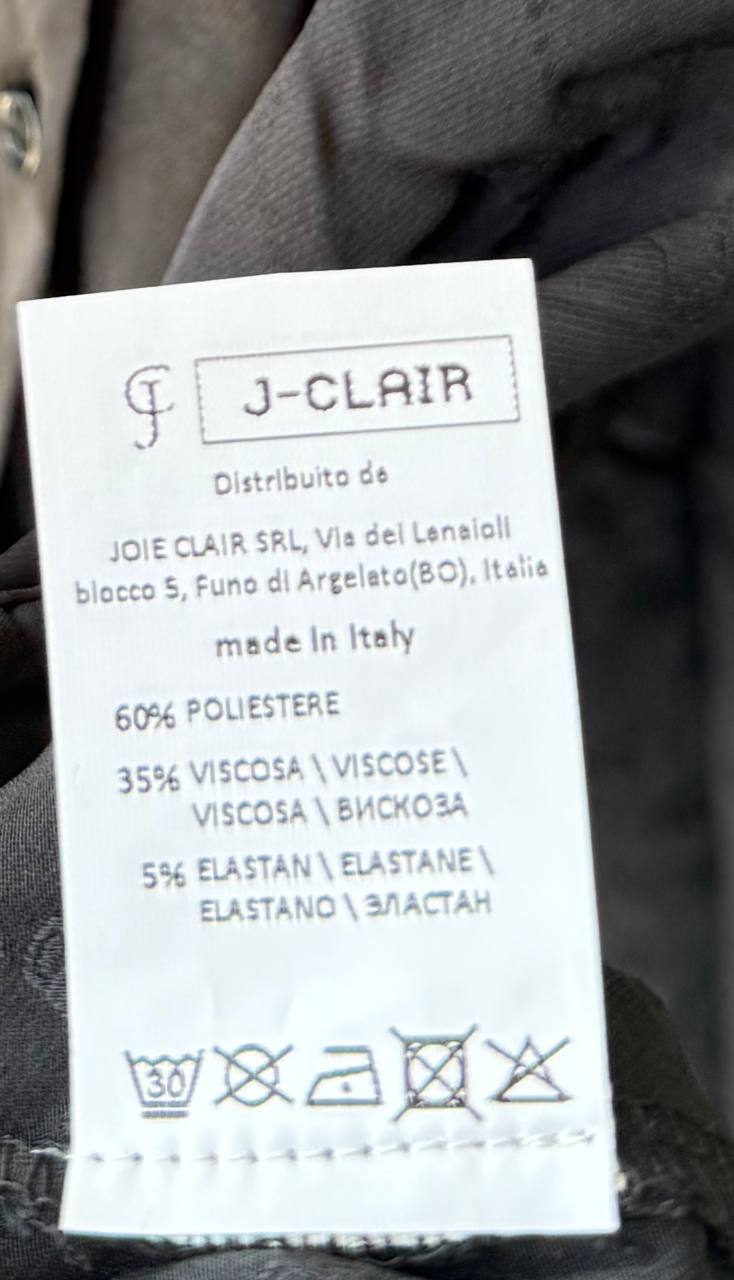 J-CLAIR
Distribuito da
JOIE CLAIR SRL, Via dei Lanaioli
blocco 5, Funo di Argelato(BO), Italia
made in Italy
60% POLIESTERE
35% VISCOSA \ VISCOSE \
VISCOSA \ ВИСКОЗА
5% ELASTAN \ ELASTANE \
ELASTANO \ ЭЛАСТАН
30